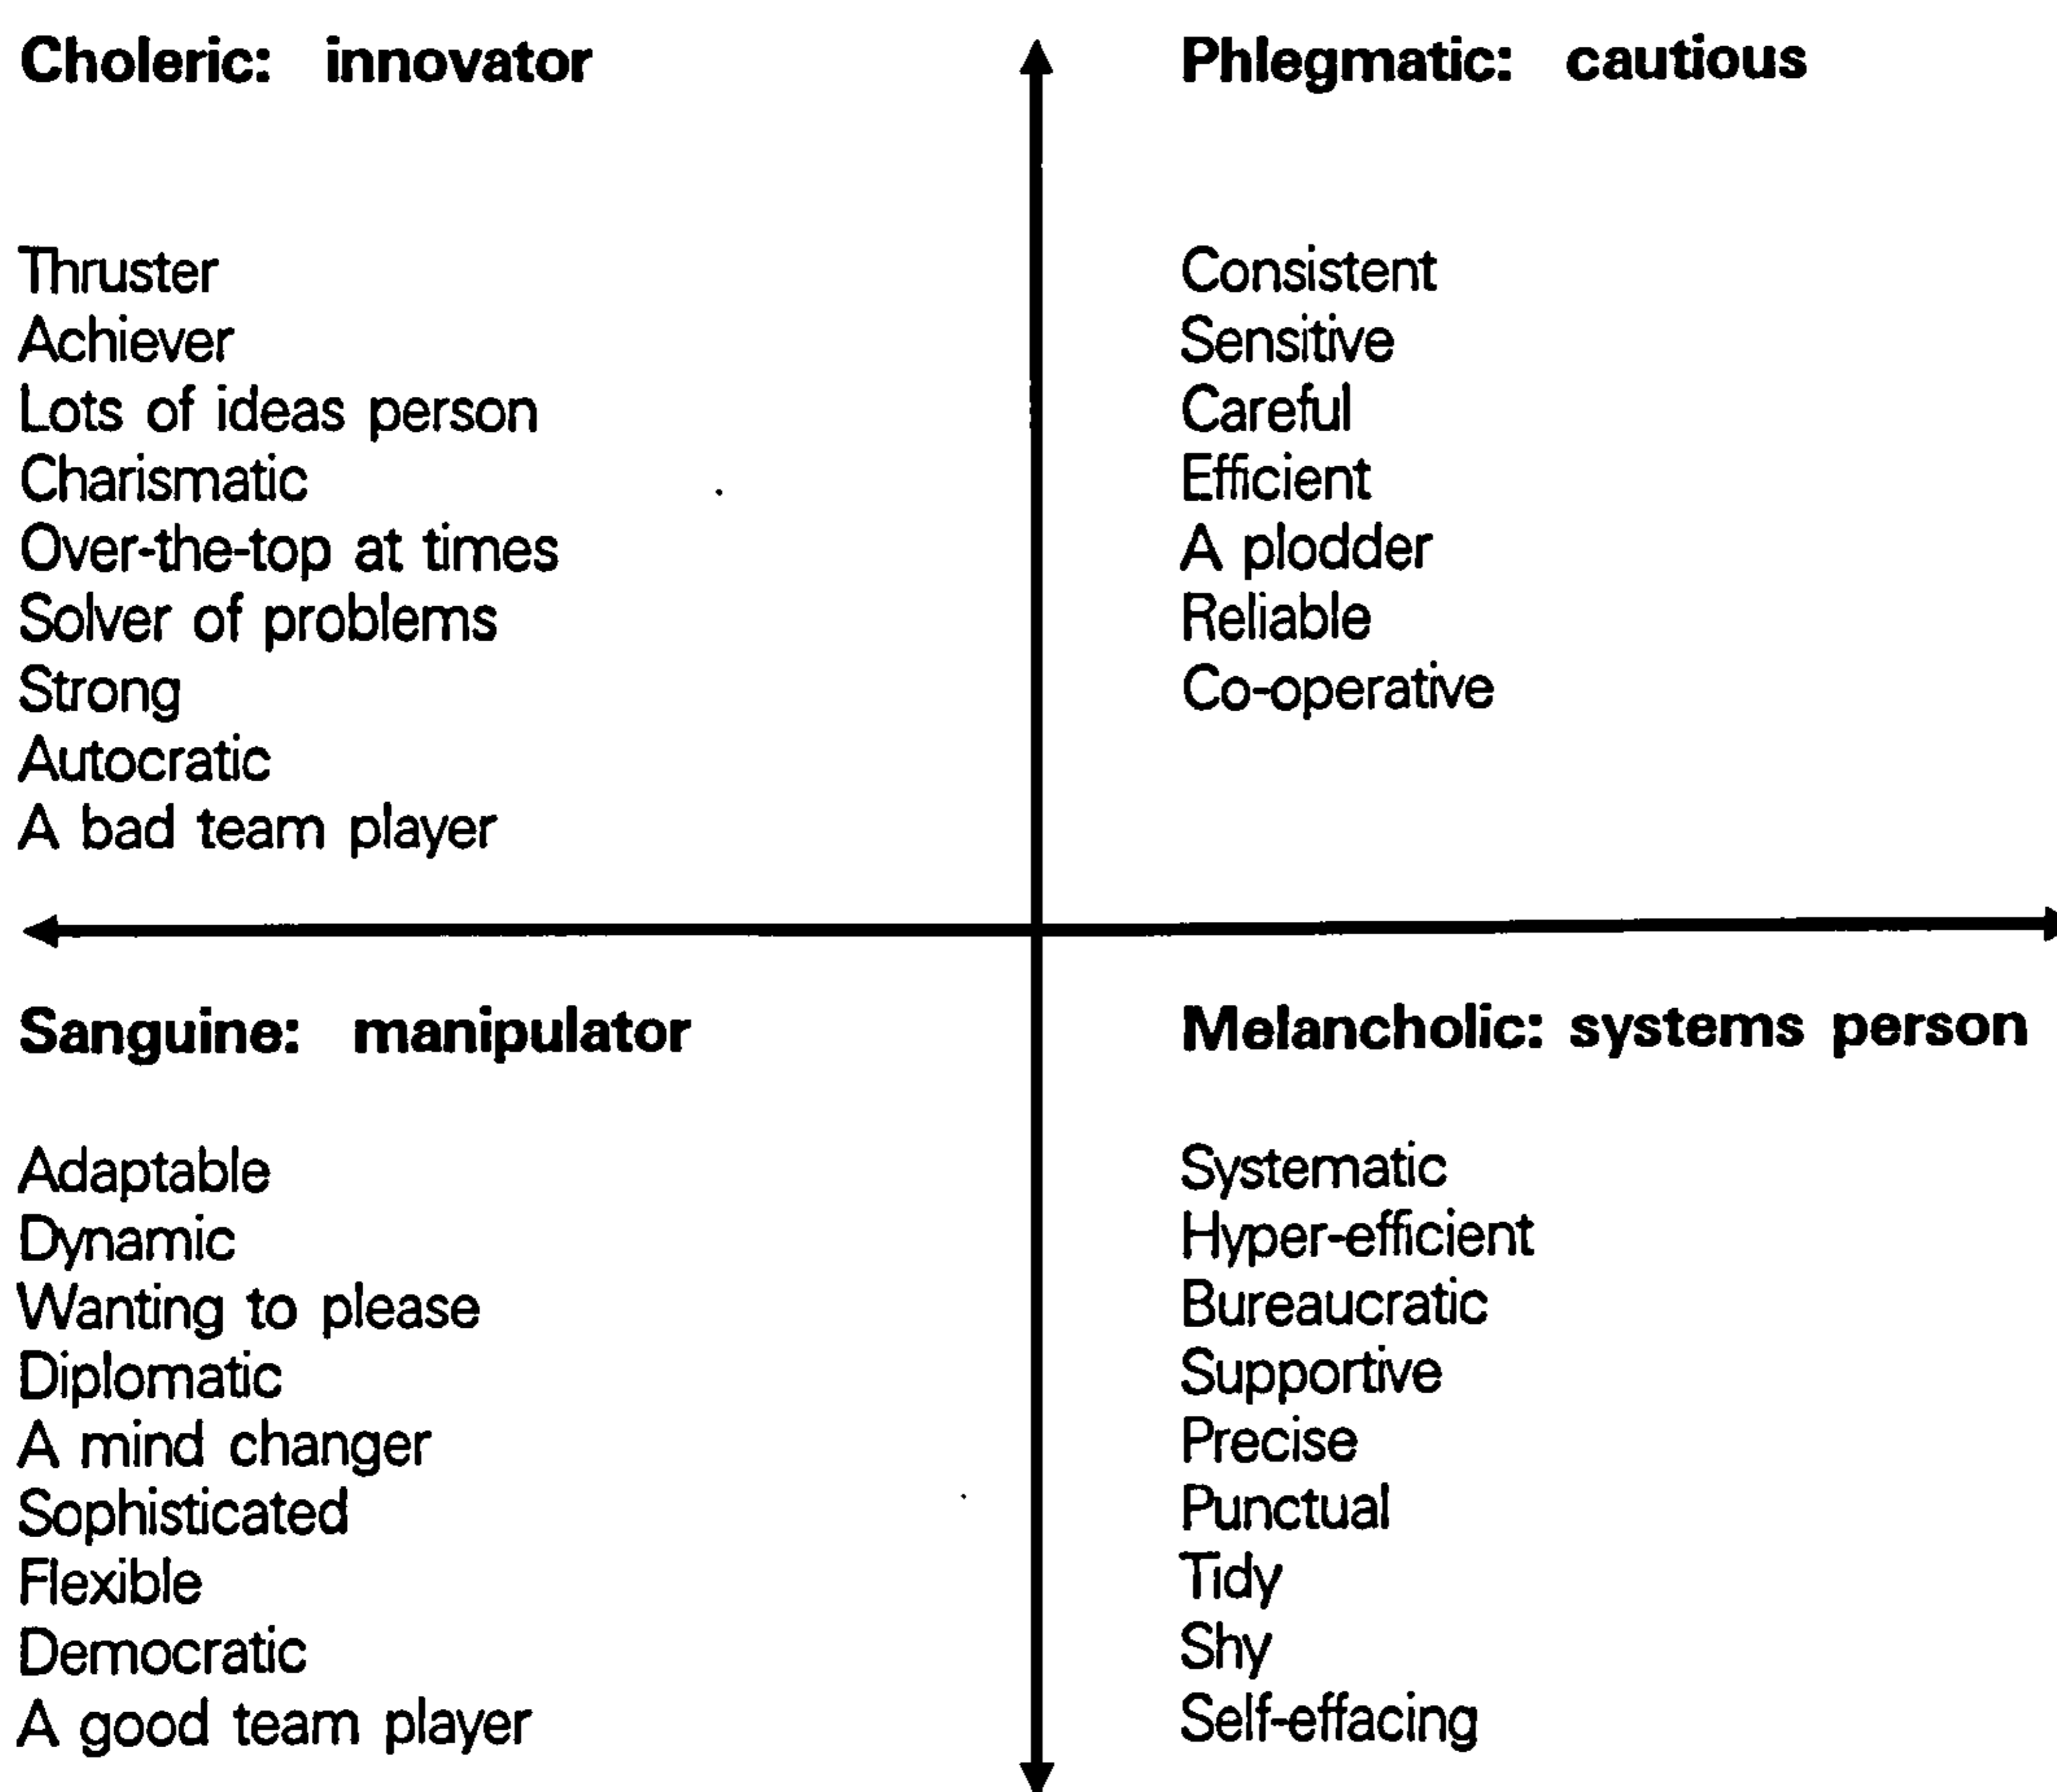 Choleric: innovator
Thruster
Achiever
Lots of ideas person
Charismatic
Over-the-top at times
Solver of problems
Strong
Autocratic
A bad team player
Phlegmatic: cautious
Consistent
Sensitive
Careful
Efficient
A plodder
Reliable
Co-operative
Sanguine: manipulator
Adaptable
Dynamic
Wanting to please
Diplomatic
A mind changer
Sophisticated
Flexible
Democratic
A good team player
Melancholic: systems person
Systematic
Hyper-efficient
Bureaucratic
Supportive
Precise
Punctual
Tidy
Shy
Self-effacing